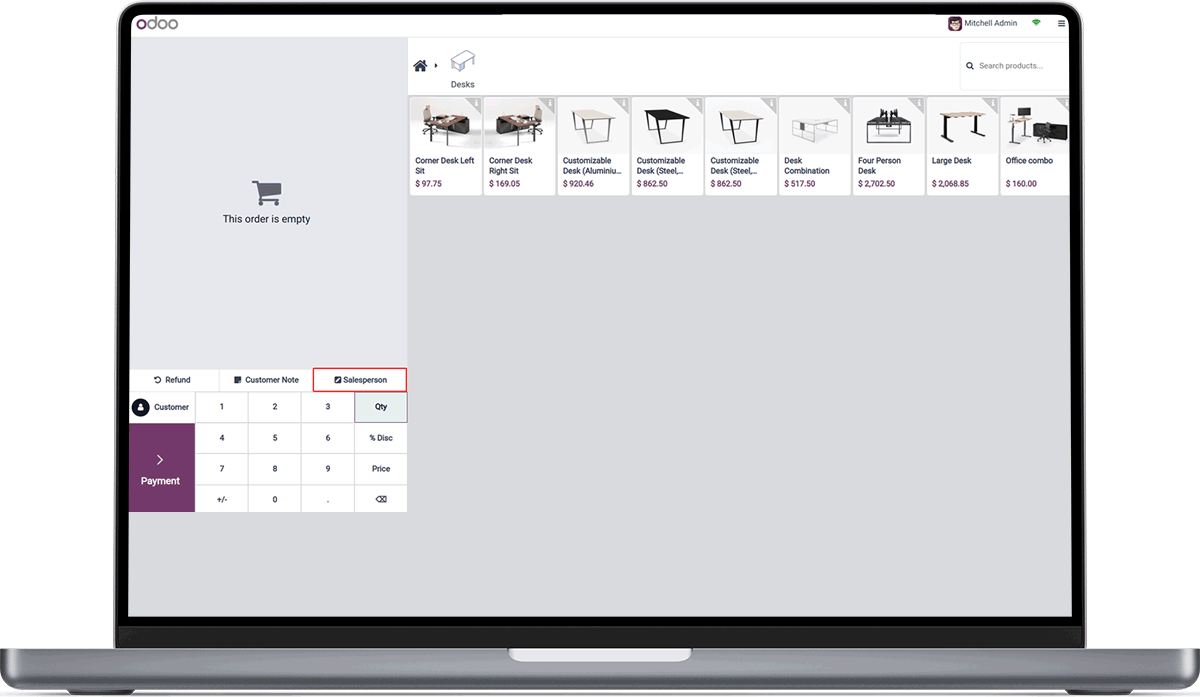 odoo
Mitchell Admin
Desks
Search products...
Corner Desk Left
Sit
$ 97.75
Corner Desk
Right Sit
$ 169.05
Customizable
Desk (Aluminiu...
$ 920.46
Customizable
Desk (Steel,...
$ 862.50
Customizable
Desk (Steel,...
$ 862.50
Desk
Combination
$ 517.50
Four Person
Desk
$ 2,702.50
Large Desk
$ 2,068.85
Office combo
$ 160.00
This order is empty
Refund
Customer Note
Salesperson
Customer
1 2 3 Qty
4 5 6 % Disc
Payment
7 8 9 Price
+/- 0 .